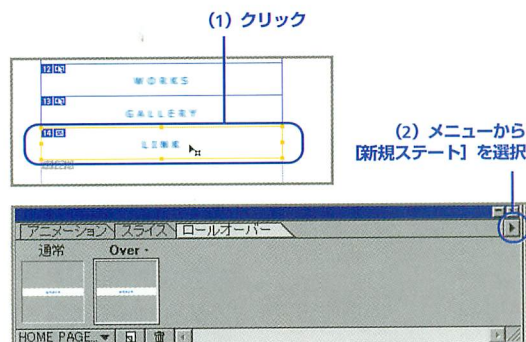 (1) クリック
12
WORKS
13
GALLERY
14
LINK
(2) メニューから
[新規ステート] を選択
アニメーション スライス ロールオーバー
通常 Over
HOME PAGE...